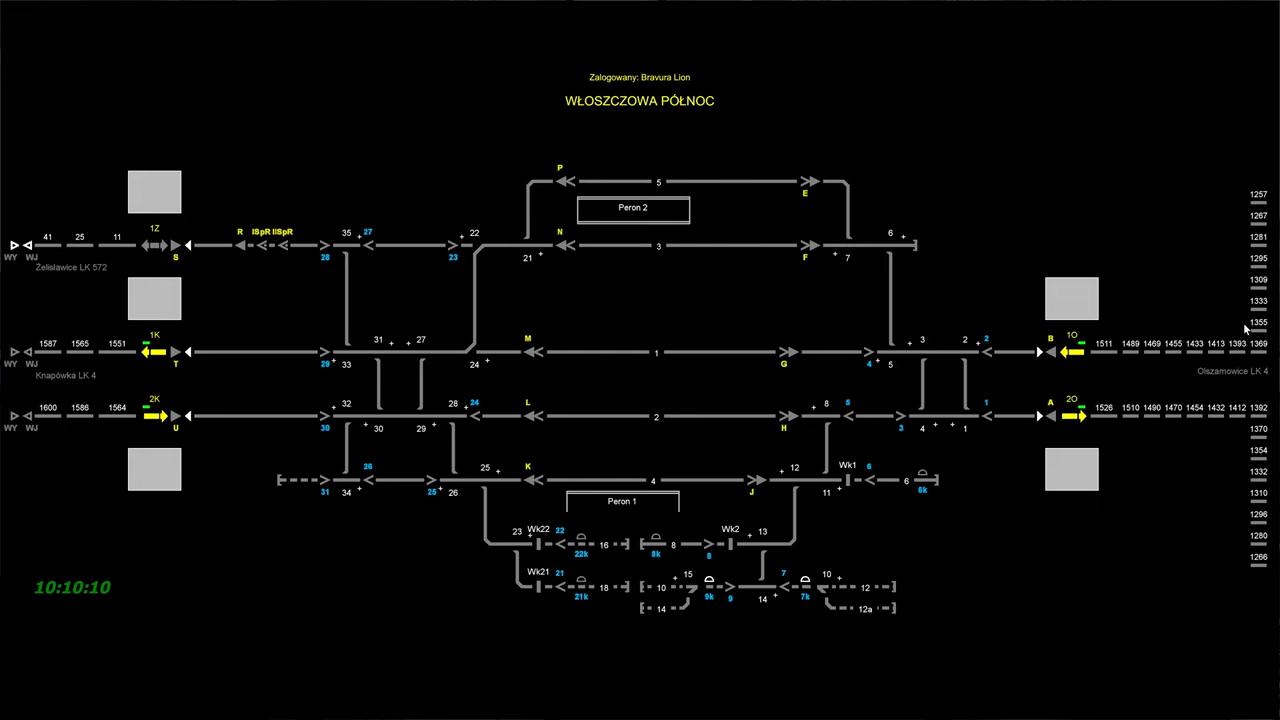 Zalogowany: Bravura Lion
WŁOSZCZOWA PÓŁNOC
P
5
E
Peron 2
1257
1267
1281
1295
1309
1333
1355
1Z
R ISpR IISpR
35 27
22
N
6
41 25 11
S
28
23
21
3
F
7
WY WJ
Żelisławice LK 572
1K
31 27
M
3 2 2
B 1O
1587 1565 1551
1
1511 1489 1469 1455 1433 1413 1393 1369
T
29 33
24
G
4 5
WY WJ
Knapówka LK 4
Olszamowice LK 4
2K
32
28 24
L
8 5
1
A 2O
1600 1586 1564
2
1526 1510 1490 1470 1454 1432 1412 1392
U
30
30 29
H
3 4 1
WY WJ
1370
1354
1332
1310
1296
1280
1266
26
25
K
12
Wk1 6
4
6
31 34
25 26
J
11
6k
Peron 1
23 Wk22 22
Wk2 13
16
8
22k
8k
8
Wk21 21
15
7
10
18
10
12
21k
9k 9
14
7k
14
12a
10:10:10